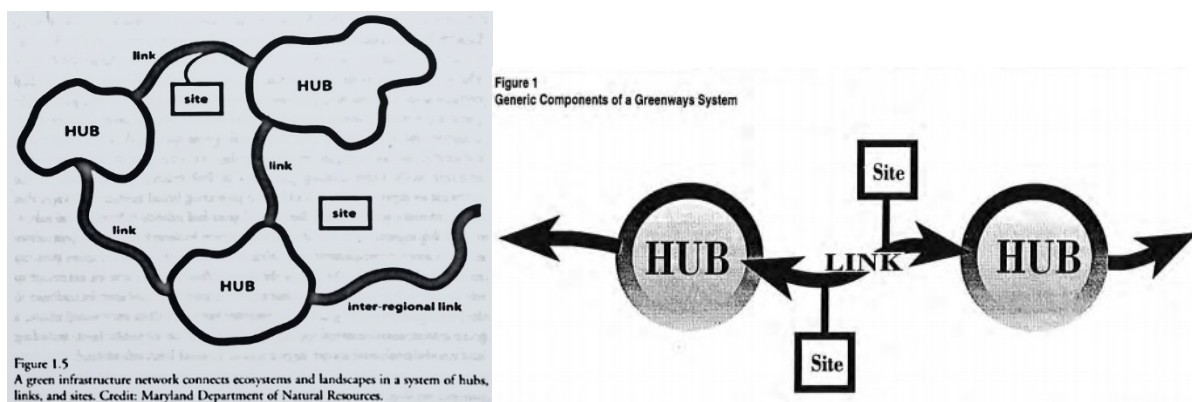 link
site
HUB
HUB
link
site
link
HUB
inter-regional link
Figure 1.5
A green infrastructure network connects ecosystems and landscapes in a system of hubs,
links, and sites. Credit: Maryland Department of Natural Resources.
Figure 1
Generic Components of a Greenways System
Site
HUB
LINK
HUB
Site